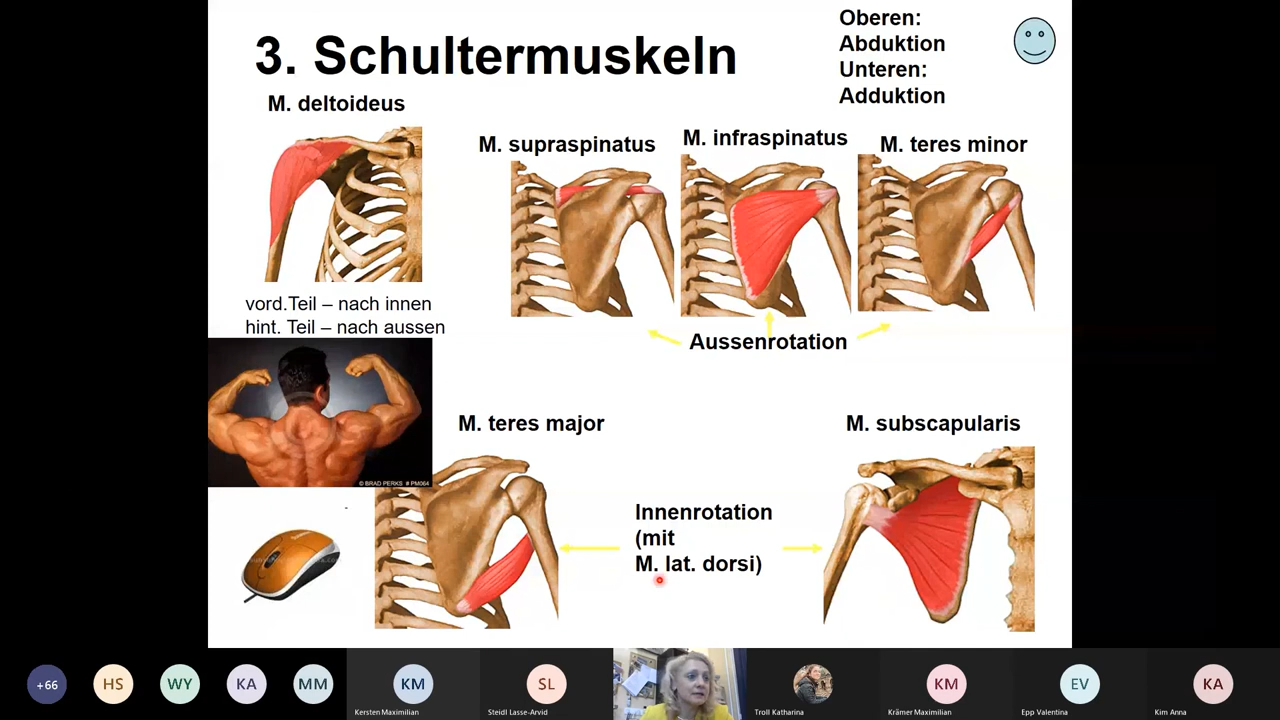 3. Schultermuskeln
Oberen:
Abduktion
Unteren:
Adduktion
M. deltoideus
M. supraspinatus
M. infraspinatus
M. teres minor
vord.Teil – nach innen
hint. Teil – nach aussen
Aussenrotation
© BRAD PERKS # PM064
M. teres major
M. subscapularis
Innenrotation
(mit
M. lat. dorsi)
+66
HS
WY
KA
MM
KM
SL
KM
EV
KA
Kersten Maximilian
Steidl Lasse-Arvid
Troll Katharina
Krämer Maximilian
Epp Valentina
Kim Anna